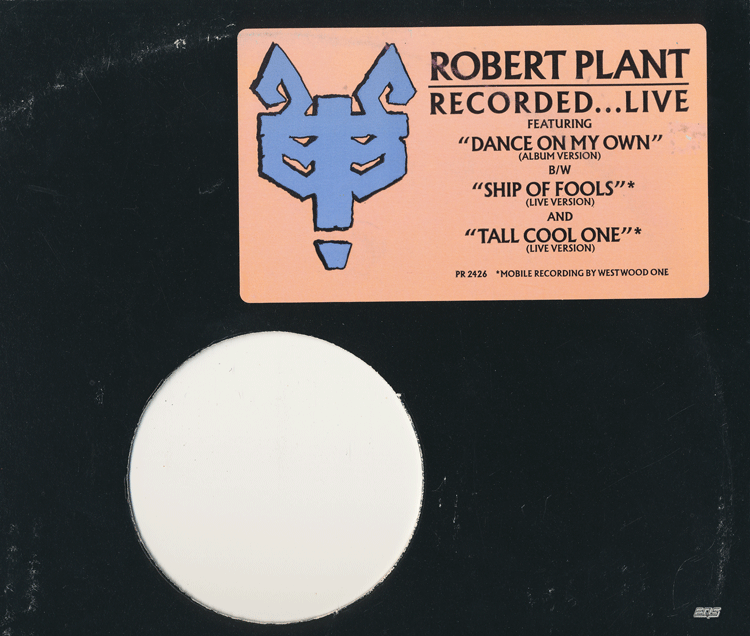 ROBERT PLANT
RECORDED...LIVE
FEATURING
"DANCE ON MY OWN"
(ALBUM VERSION)
B/W
"SHIP OF FOOLS"*
(LIVE VERSION)
AND
"TALL COOL ONE"*
(LIVE VERSION)
PR 2426 *MOBILE RECORDING BY WESTWOOD ONE